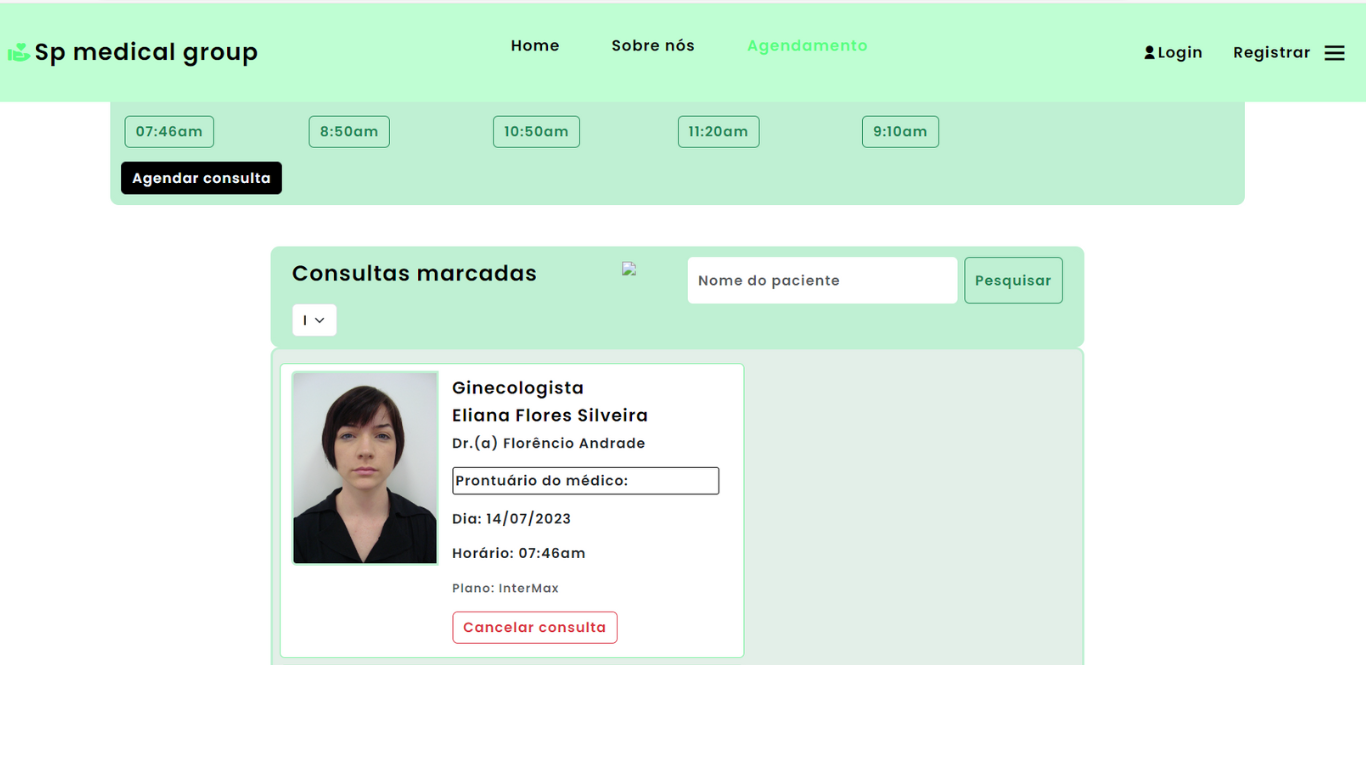 Sp medical group
Home
Sobre nós
Agendamento
Login
Registrar
07:46am
8:50am
10:50am
11:20am
9:10am
Agendar consulta
Consultas marcadas
Nome do paciente
Pesquisar
I
Ginecologista
Eliana Flores Silveira
Dr.(a) Florêncio Andrade
Prontuário do médico:
Dia: 14/07/2023
Horário: 07:46am
Plano: InterMax
Cancelar consulta